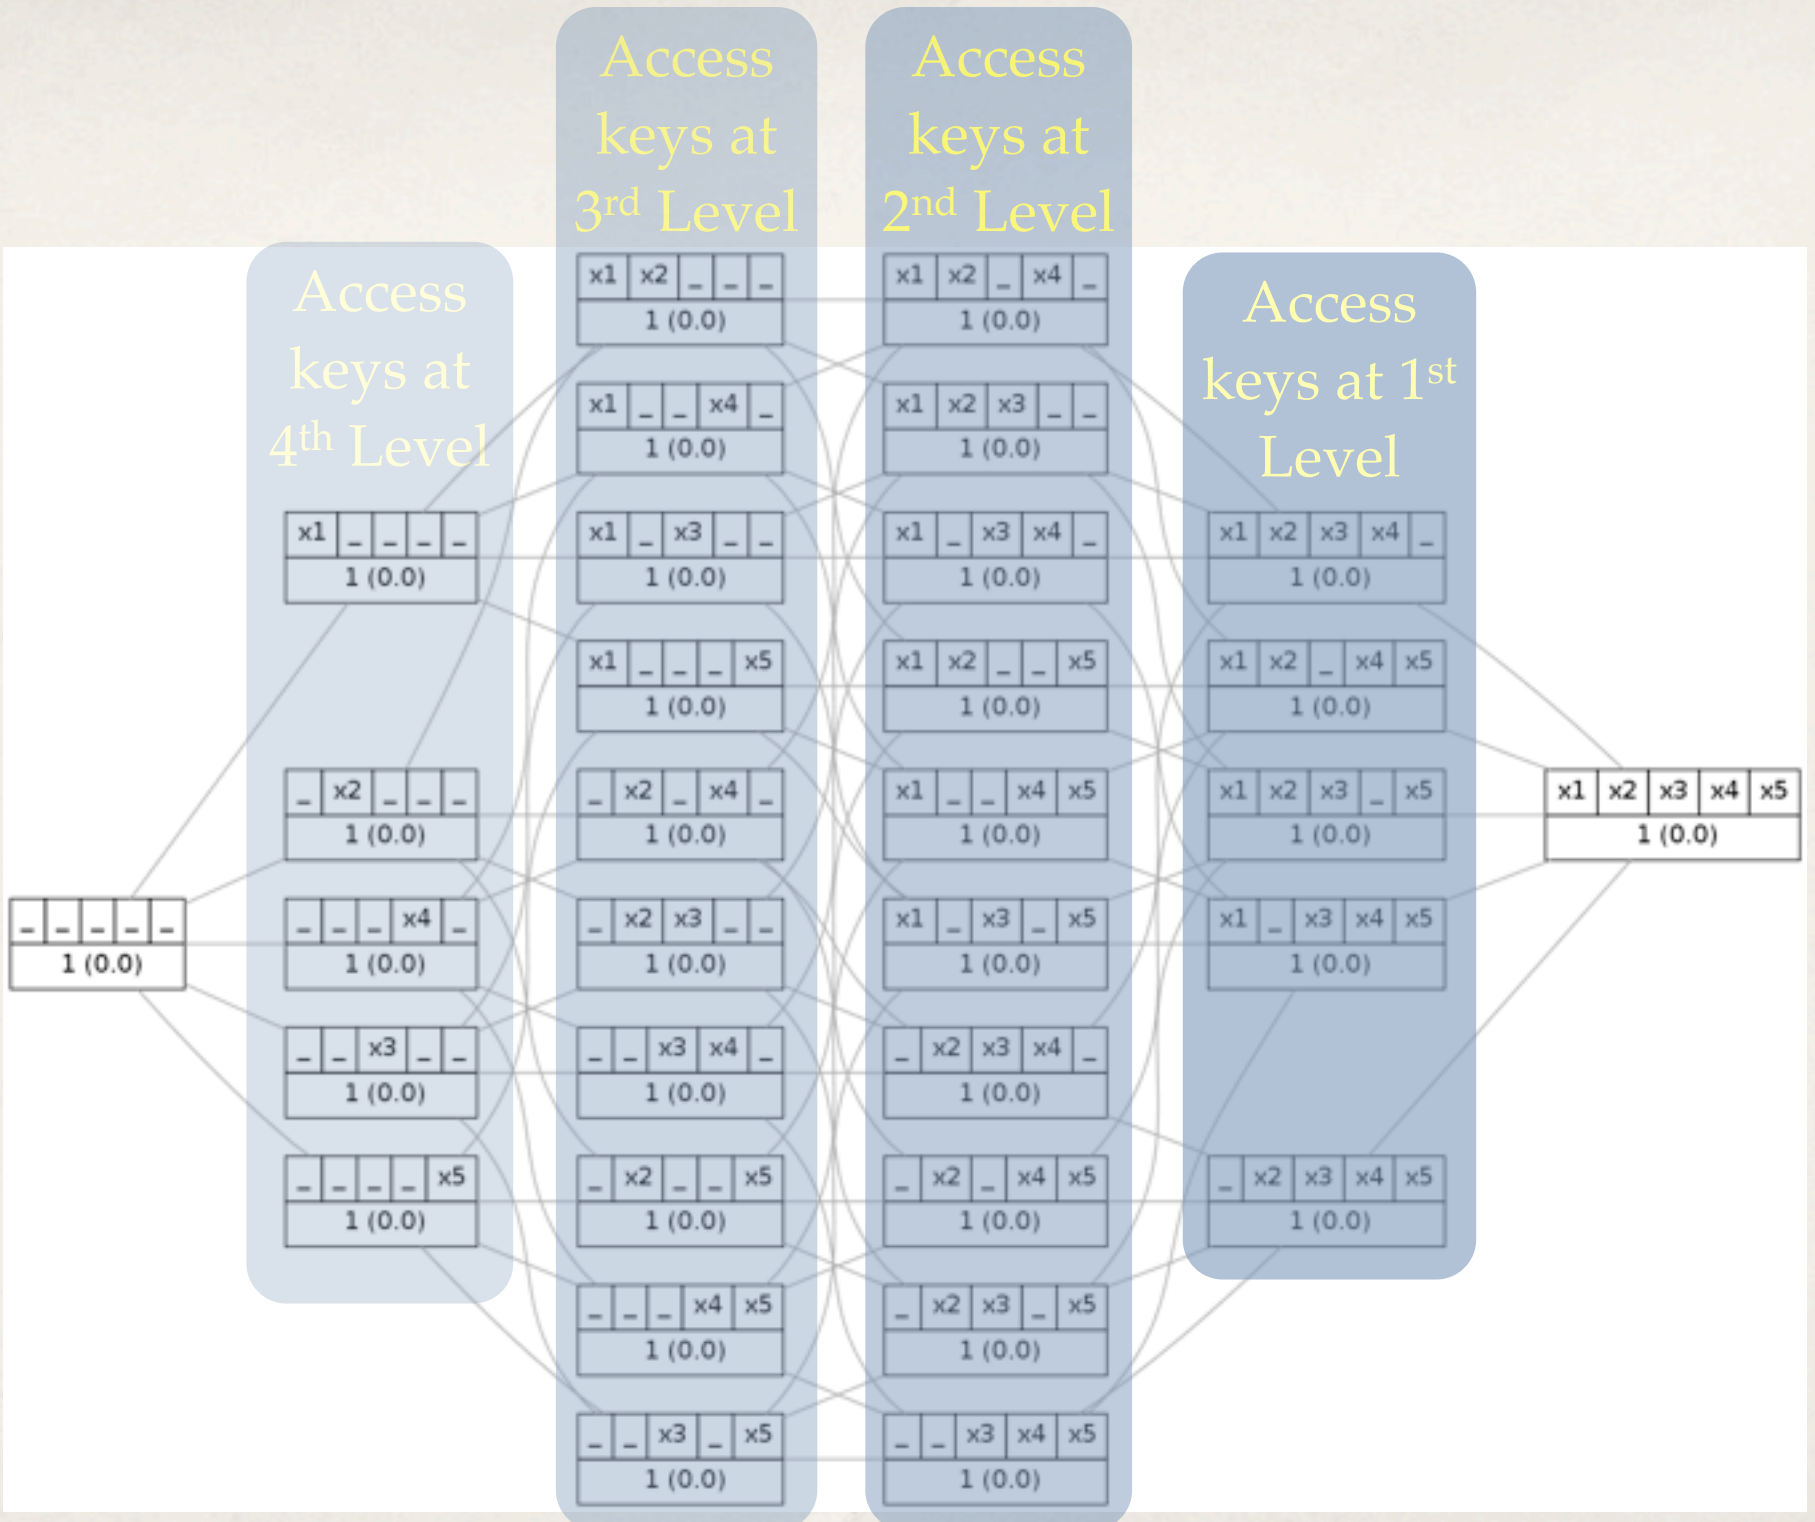 Access
keys at
3rd Level
Access
keys at
2nd Level
Access
keys at
4th Level
Access
keys at 1st
Level
_ _ _ _ _
1 (0.0)
x1 _ _ _ _
1 (0.0)
_ x2 _ _ _
1 (0.0)
_ _ _ x4 _
1 (0.0)
_ _ x3 _ _
1 (0.0)
_ _ _ _ x5
1 (0.0)
x1 x2 _ _ _
1 (0.0)
x1 _ _ x4 _
1 (0.0)
x1 _ x3 _ _
1 (0.0)
x1 _ _ _ x5
1 (0.0)
_ x2 _ x4 _
1 (0.0)
_ x2 x3 _ _
1 (0.0)
_ _ x3 x4 _
1 (0.0)
_ x2 _ _ x5
1 (0.0)
_ _ _ x4 x5
1 (0.0)
_ _ x3 _ x5
1 (0.0)
x1 x2 _ x4 _
1 (0.0)
x1 x2 x3 _ _
1 (0.0)
x1 _ x3 x4 _
1 (0.0)
x1 x2 _ _ x5
1 (0.0)
x1 _ _ x4 x5
1 (0.0)
x1 _ x3 _ x5
1 (0.0)
_ x2 x3 x4 _
1 (0.0)
_ x2 _ x4 x5
1 (0.0)
_ x2 x3 _ x5
1 (0.0)
_ _ x3 x4 x5
1 (0.0)
x1 x2 x3 x4 _
1 (0.0)
x1 x2 _ x4 x5
1 (0.0)
x1 x2 x3 _ x5
1 (0.0)
x1 _ x3 x4 x5
1 (0.0)
_ x2 x3 x4 x5
1 (0.0)
x1 x2 x3 x4 x5
1 (0.0)